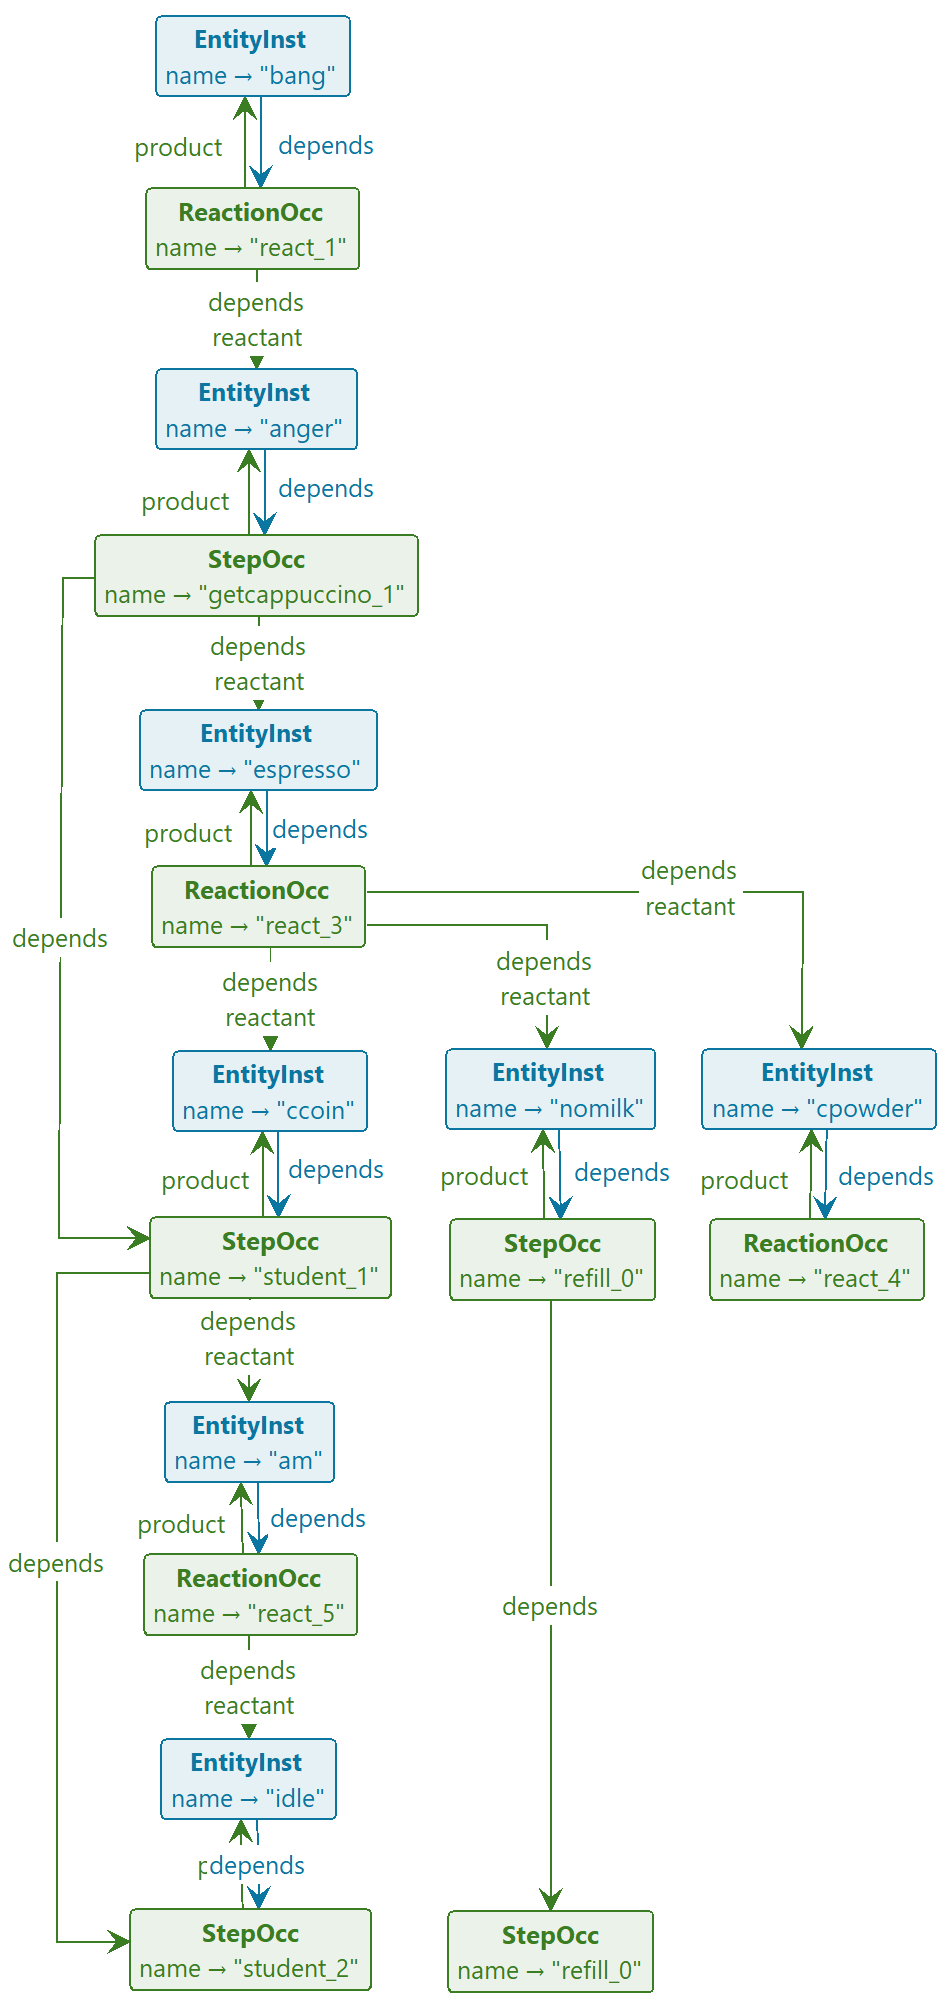 EntityInst
name → "bang"
product
depends
ReactionOcc
name → "react_1"
depends
reactant
EntityInst
name → "anger"
product
depends
StepOcc
name → "getcappuccino_1"
depends
reactant
EntityInst
name → "espresso"
product
depends
ReactionOcc
name → "react_3"
depends
reactant
depends
depends
reactant
depends
reactant
EntityInst
name → "ccoin"
EntityInst
name → "nomilk"
EntityInst
name → "cpowder"
product
depends
product
depends
product
depends
StepOcc
name → "student_1"
StepOcc
name → "refill_0"
ReactionOcc
name → "react_4"
depends
reactant
EntityInst
name → "am"
product
depends
depends
ReactionOcc
name → "react_5"
depends
depends
reactant
EntityInst
name → "idle"
depends
StepOcc
name → "student_2"
StepOcc
name → "refill_0"